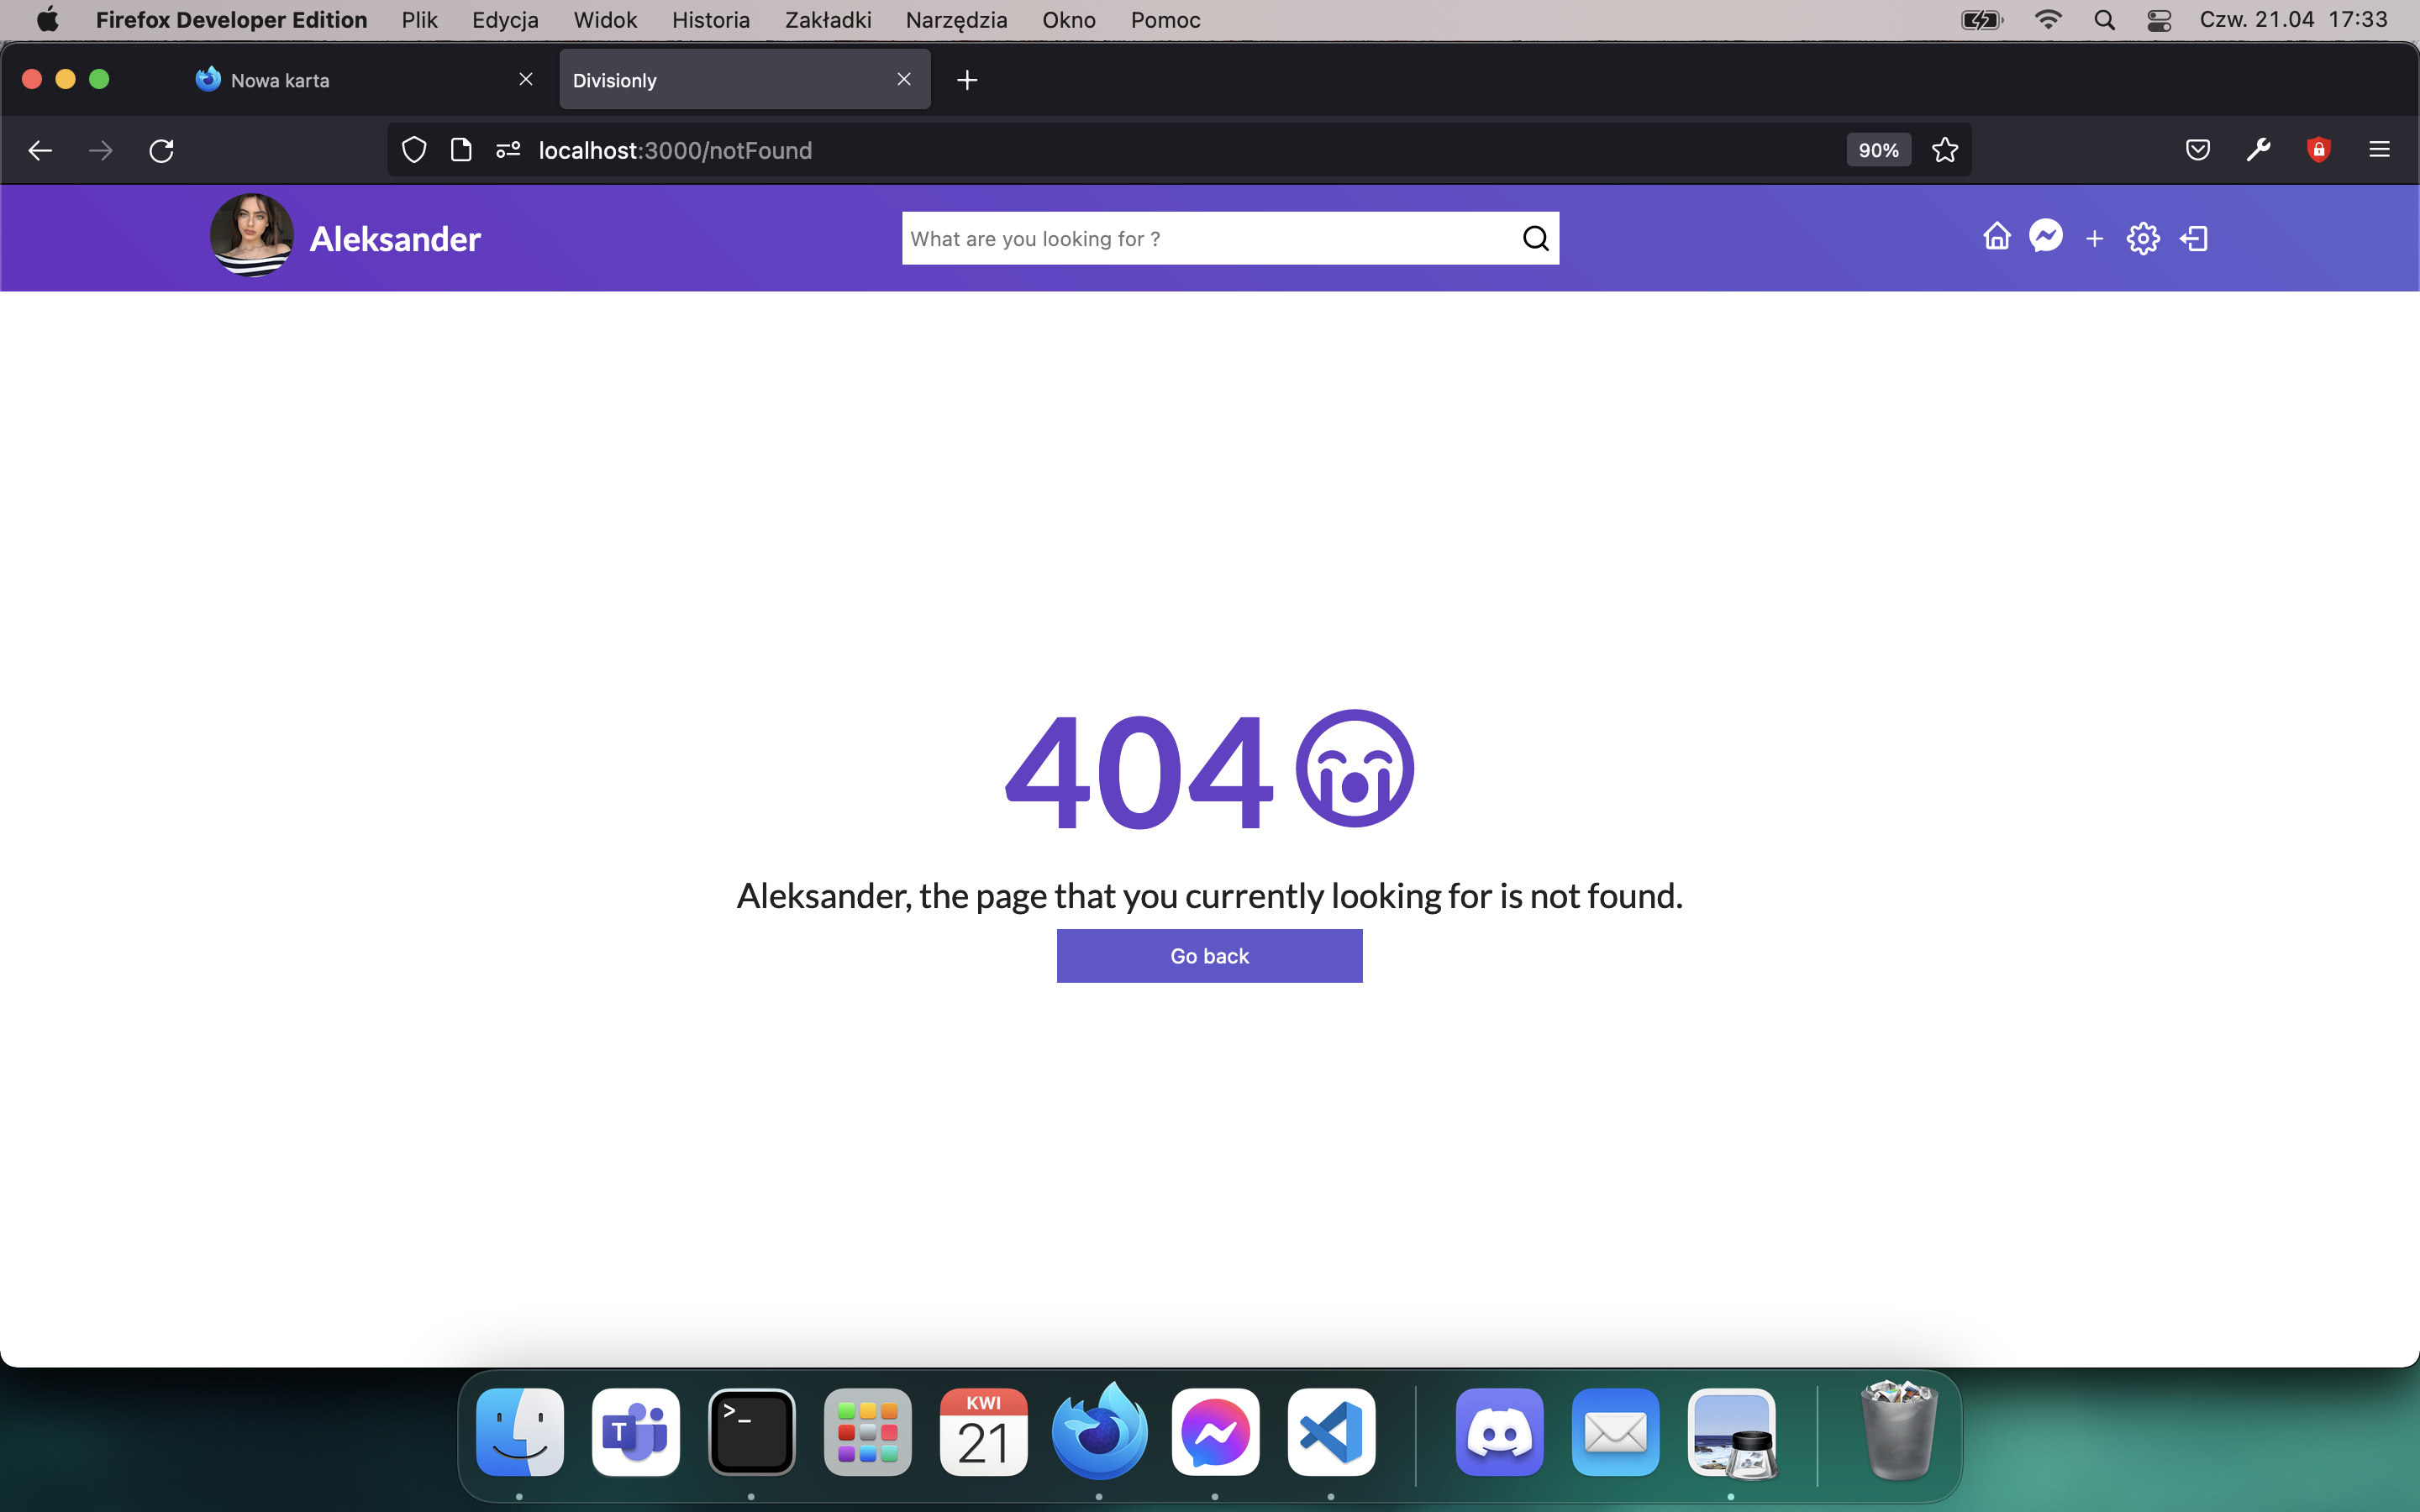 Firefox Developer Edition Plik Edycja Widok Historia Zakładki Narzędzia Okno Pomoc Czw. 21.04 17:33
Nowa karta Divisionly
localhost:3000/notFound 90%
Aleksander What are you looking for ?
404
Aleksander, the page that you currently looking for is not found.
Go back
KWI
T >_ 21